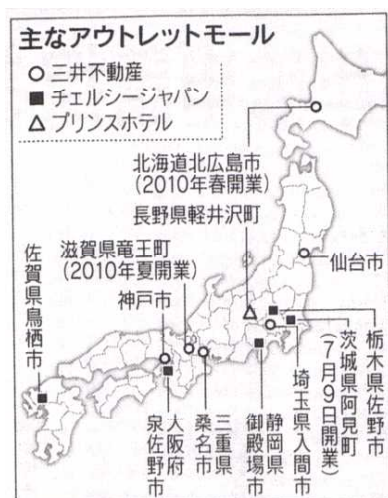 主なアウトレットモール
○三井不動産
■チェルシージャパン
△プリンスホテル
北海道北広島市
(2010年春開業)
長野県軽井沢町
滋賀県竜王町
(2010年夏開業)
神戸市
佐賀県鳥栖市
仙台市
栃木県佐野市
茨城県阿見町
(7月9日開業)
埼玉県入間市
静岡県
御殿場市
三重県
桑名市
大阪府
泉佐野市